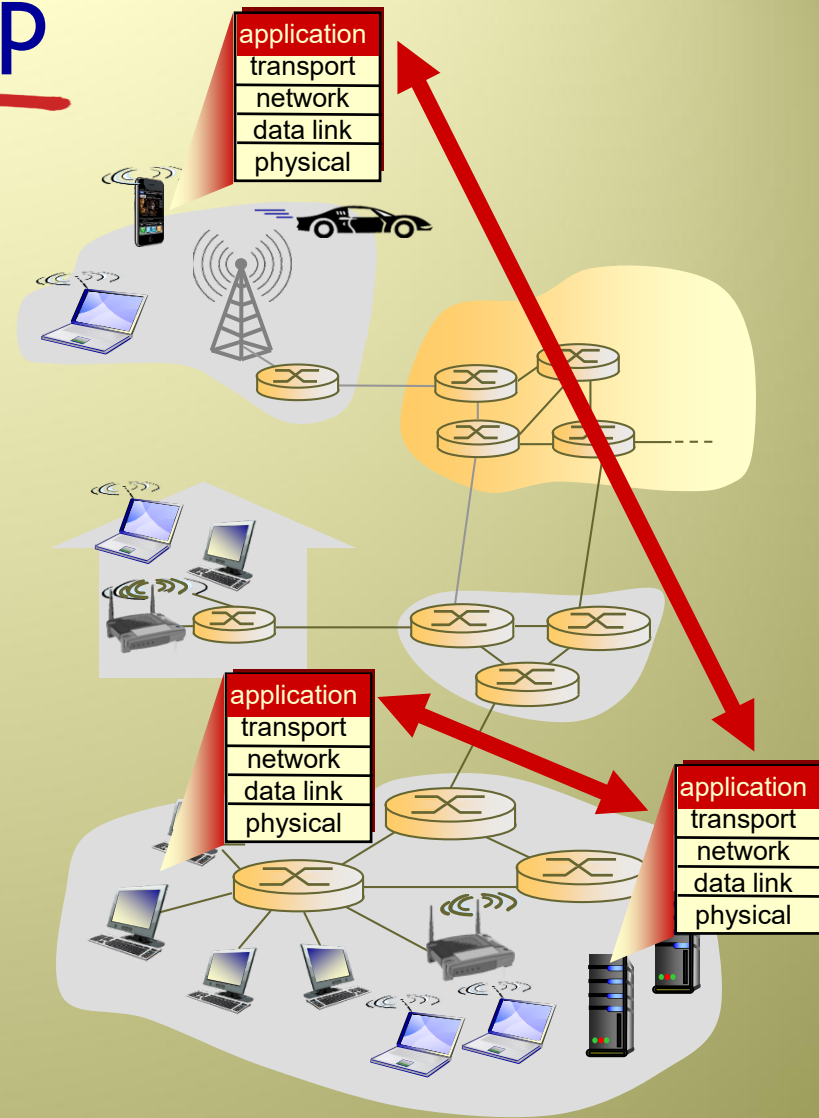 p
application
transport
network
data link
physical
application
transport
network
data link
physical
application
transport
network
data link
physical